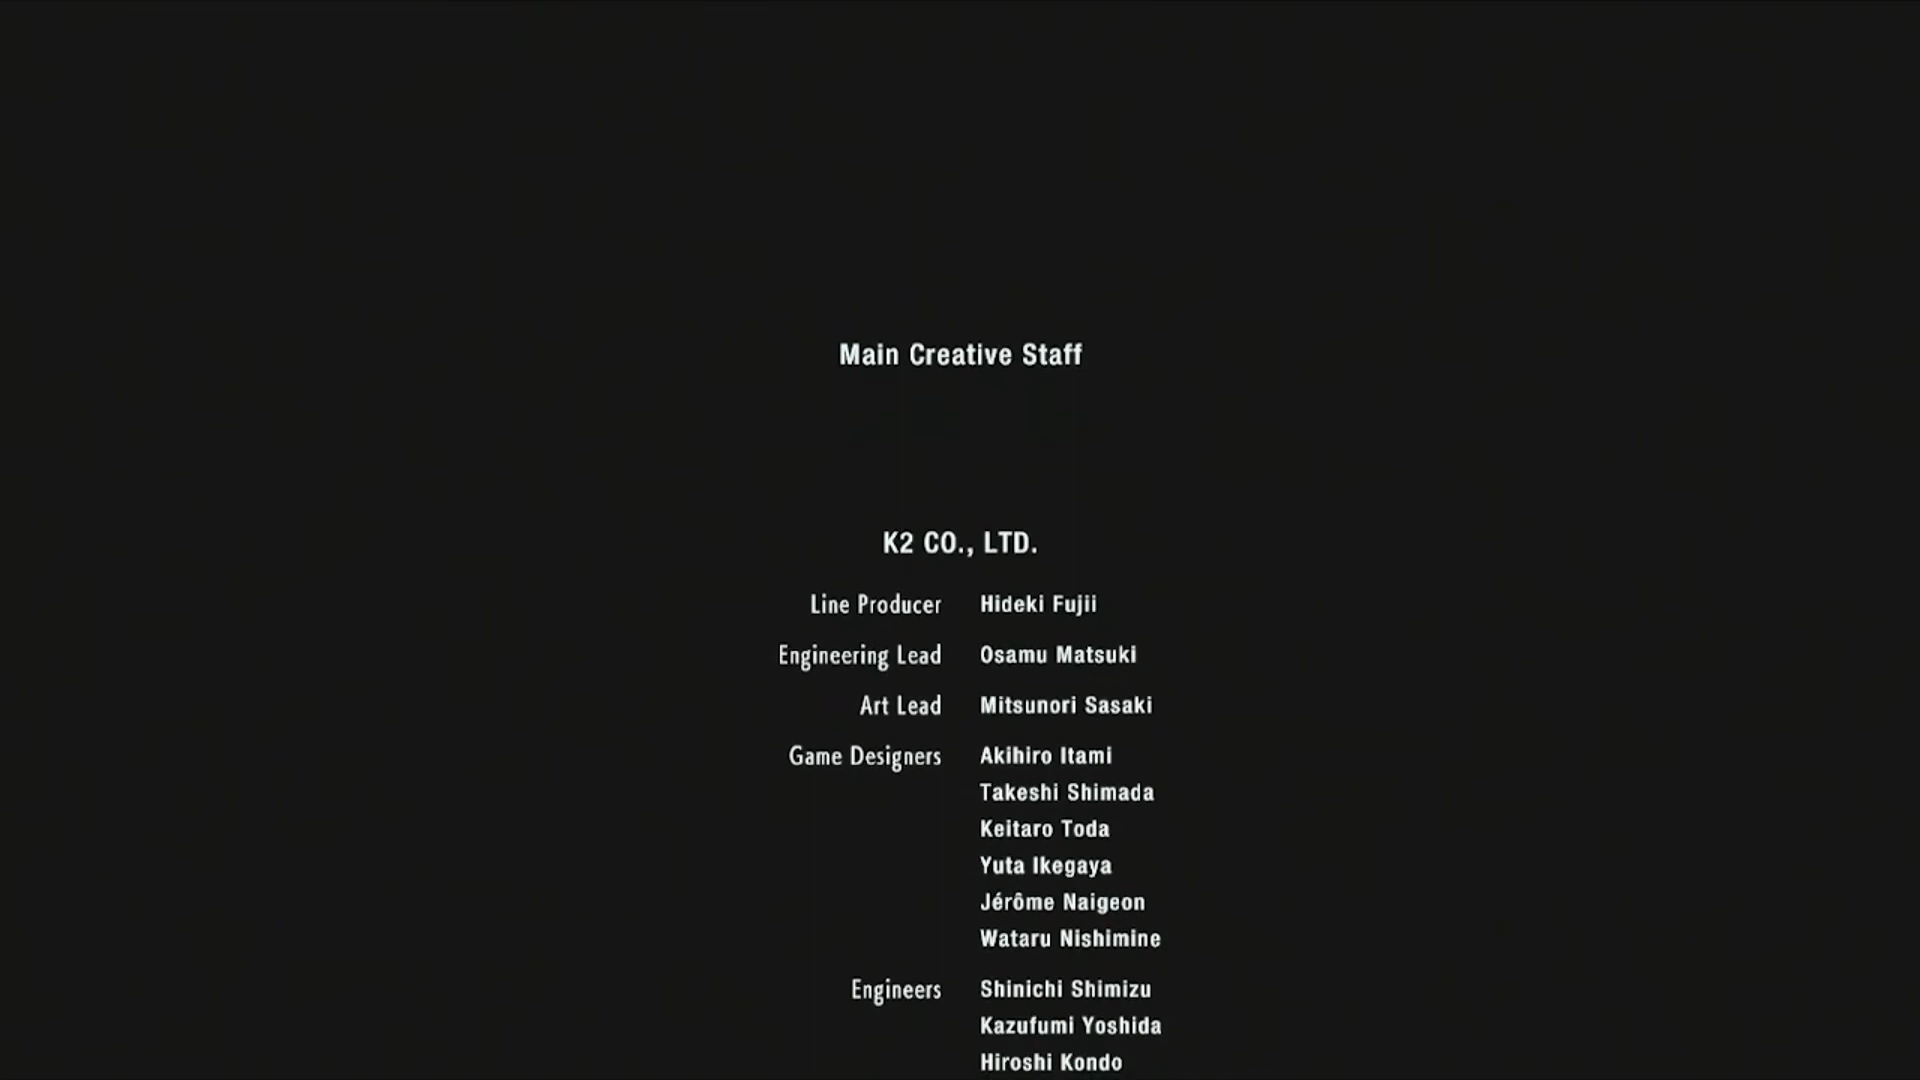 Main Creative Staff
K2 CO., LTD.
Line Producer Hideki Fujii
Engineering Lead Osamu Matsuki
Art Lead Mitsunori Sasaki
Game Designers Akihiro Itami
Takeshi Shimada
Keitaro Toda
Yuta Ikegaya
Jérôme Naigeon
Wataru Nishimine
Engineers Shinichi Shimizu
Kazufumi Yoshida
Hiroshi Kondo